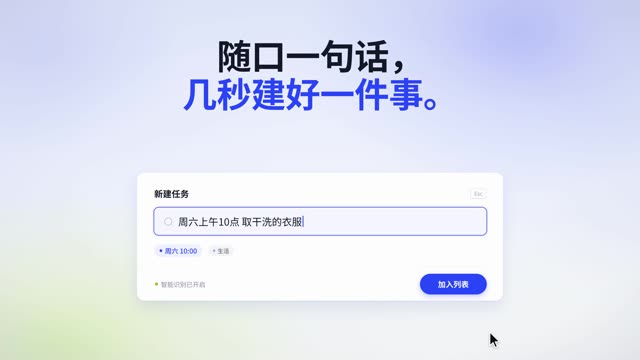 随口一句话，
几秒建好一件事。
新建任务
Esc
周六上午10点 取干洗的衣服
周六 10:00
生活
智能识别已开启
加入列表